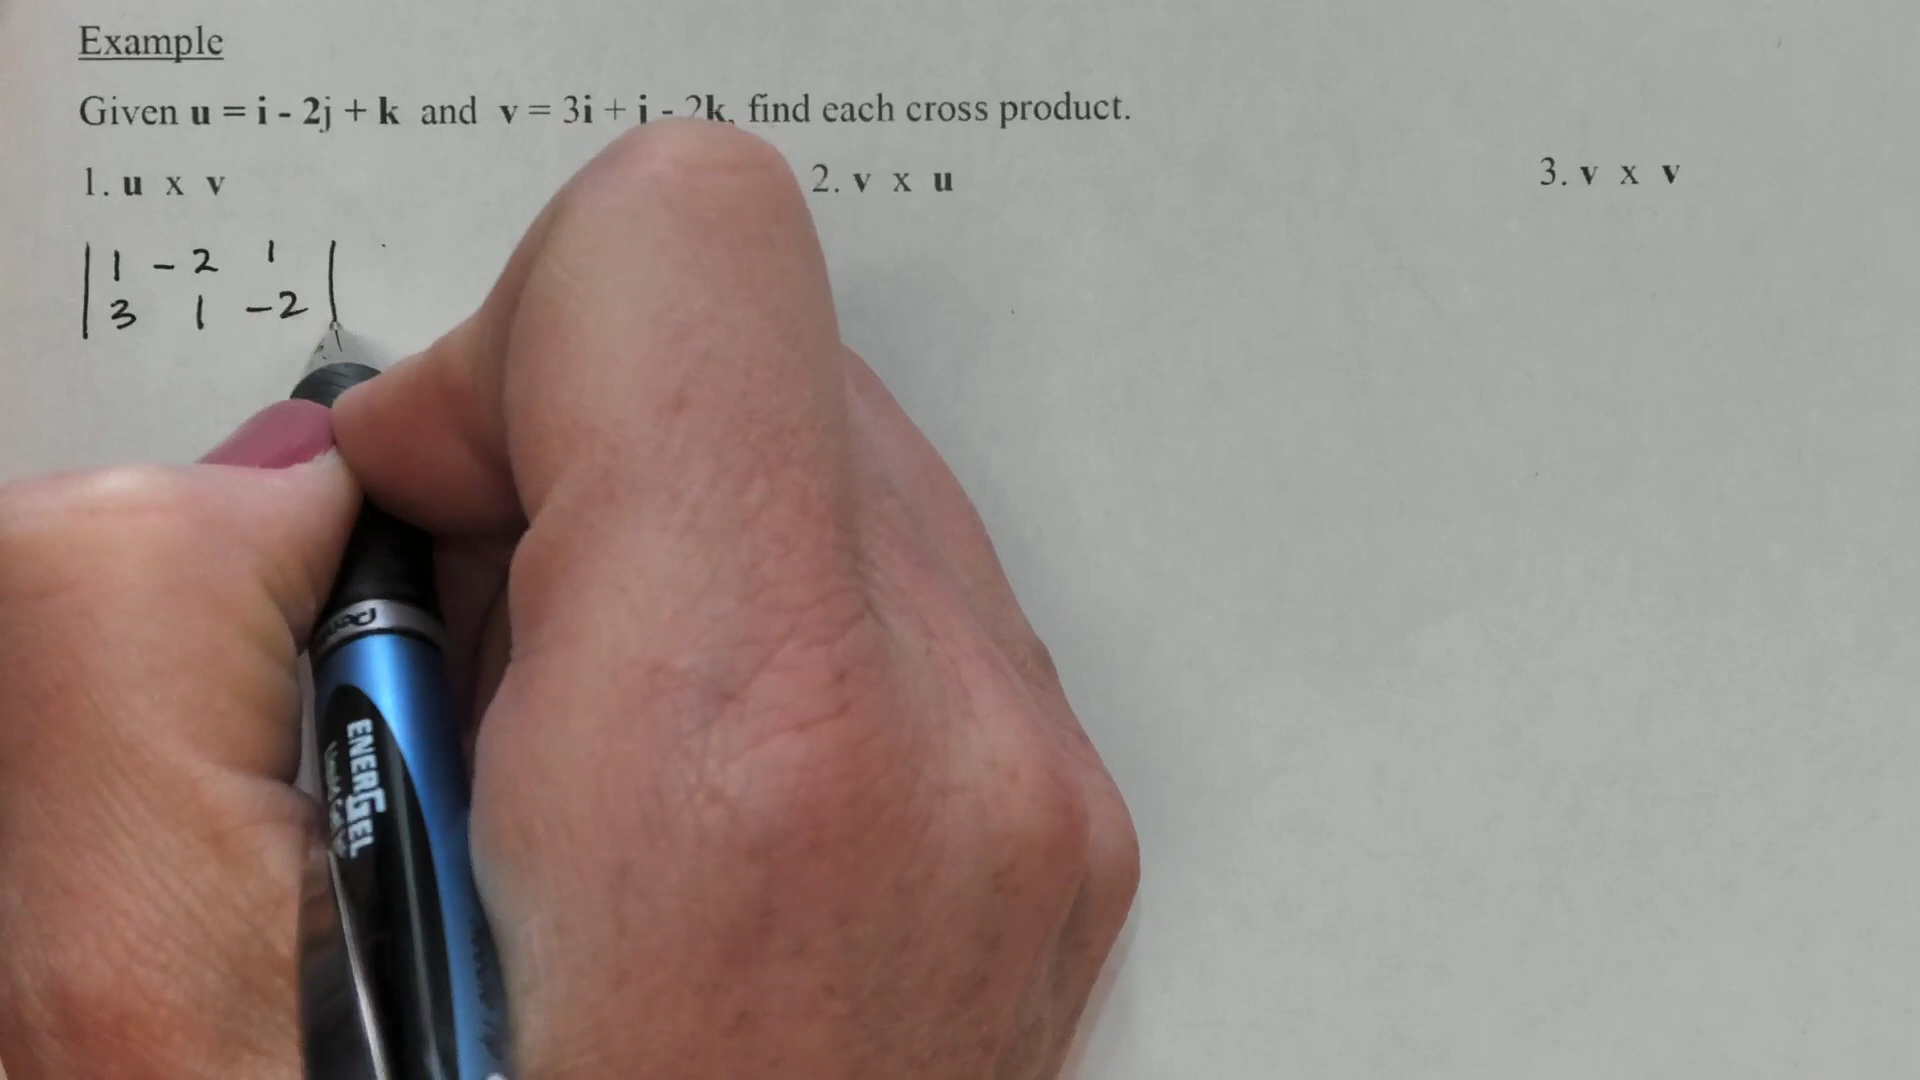 Example
Given u = i - 2j + k and v = 3i + j - 2k, find each cross product.
1. u x v
2. v x u
3. v x v
1 - 2 1
3 1 -2
ENERGEL